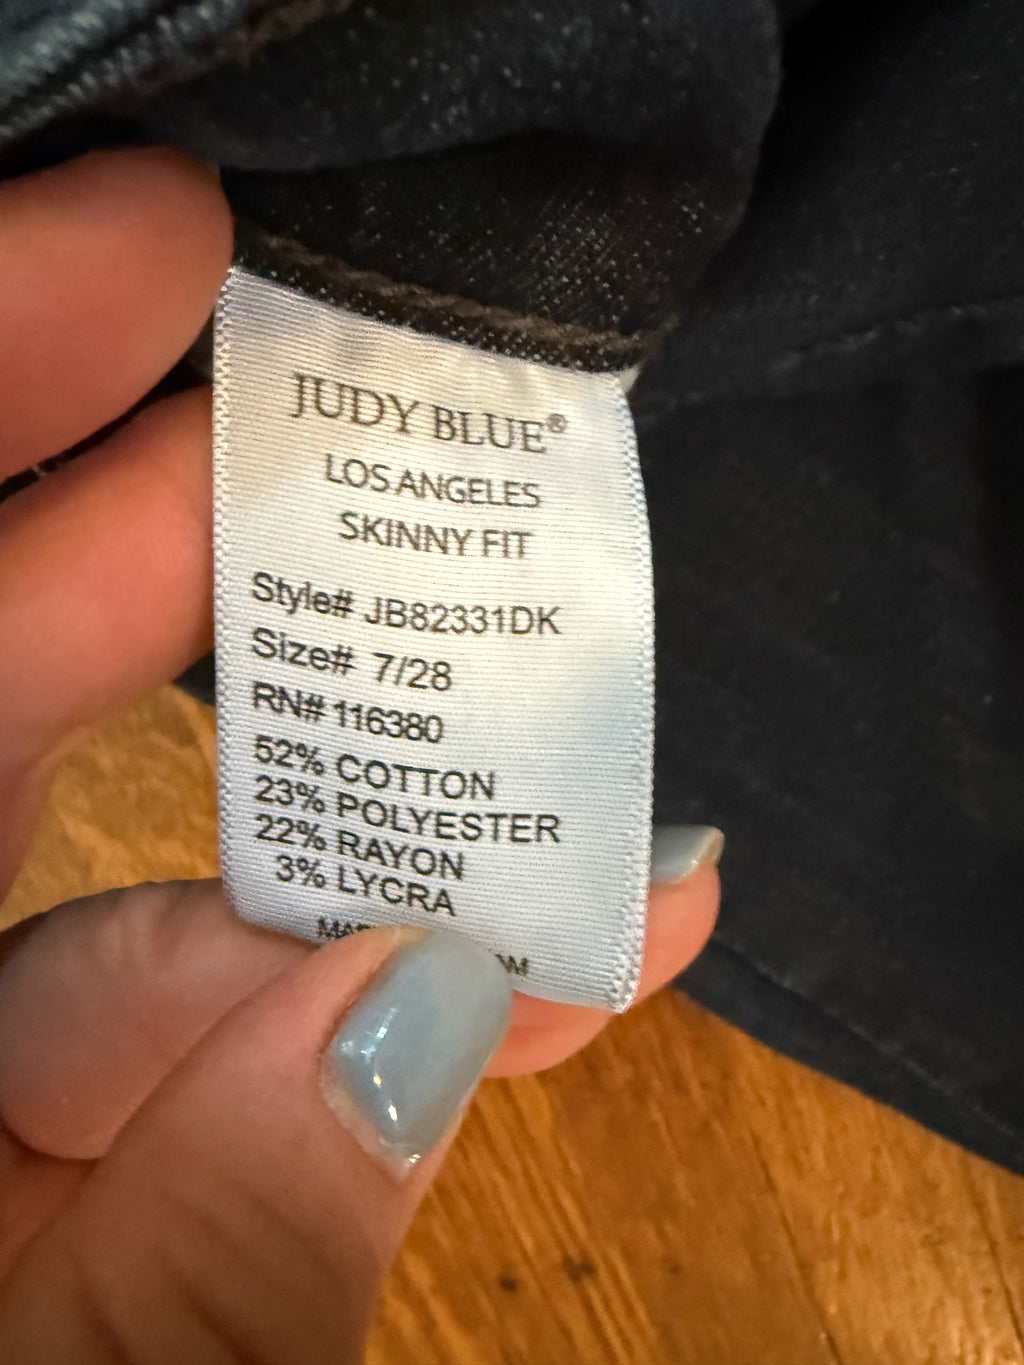 JUDY BLUE®
LOS ANGELES
SKINNY FIT
Style# JB82331DK
Size# 7/28
RN# 116380
52% COTTON
23% POLYESTER
22% RAYON
3% LYCRA